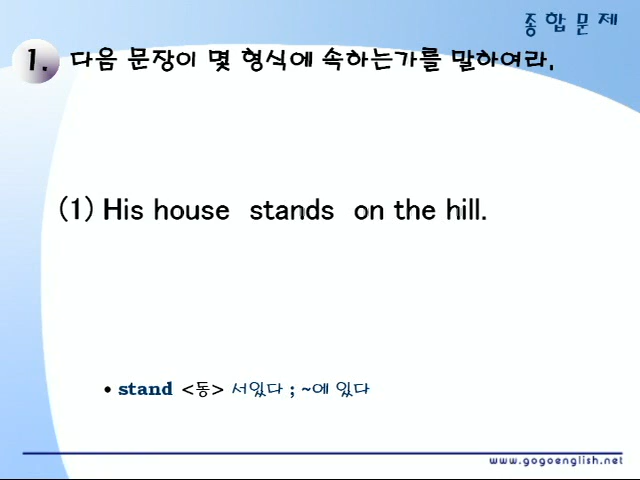 종합문제
1. 다음 문장이 몇 형식에 속하는가를 말하여라.
(1) His house stands on the hill.
• stand <동> 서있다 ; ~에 있다
www.gogoenglish.net